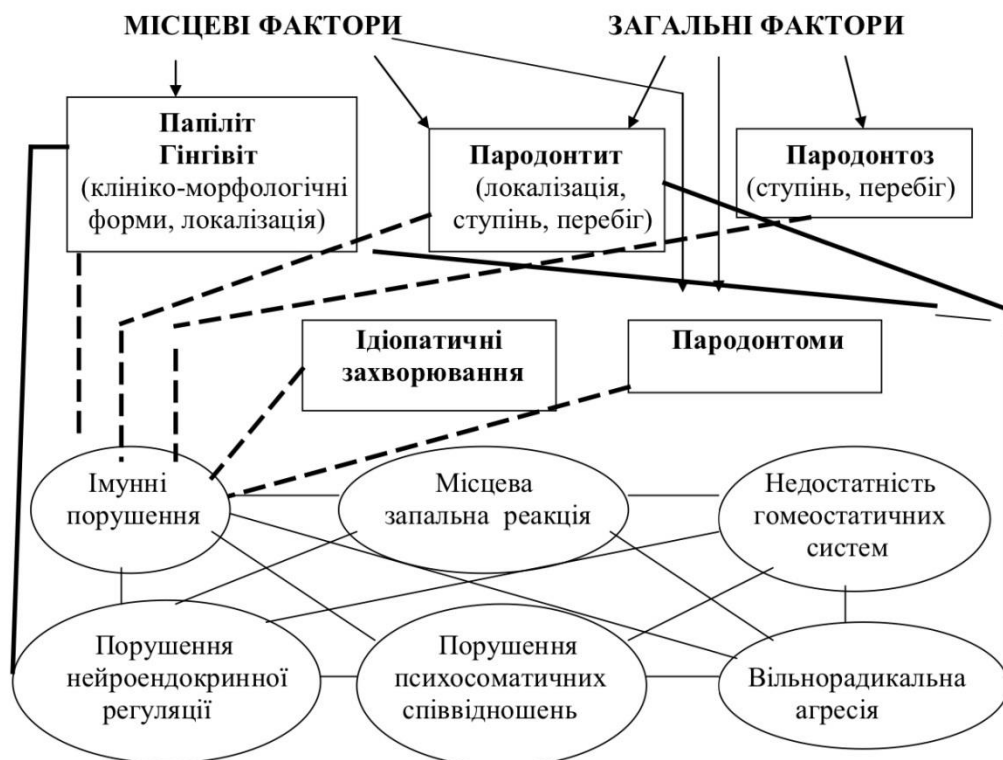 МІСЦЕВІ ФАКТОРИ
ЗАГАЛЬНІ ФАКТОРИ
Папіліт
Гінгівіт
(клініко-морфологічні
форми, локалізація)
Пародонтит
(локалізація,
ступінь, перебіг)
Пародонтоз
(ступінь, перебіг)
Ідіопатичні
захворювання
Пародонтоми
Імунні
порушення
Місцева
запальна реакція
Недостатність
гомеостатичних
систем
Порушення
нейроендокринної
регуляції
Порушення
психосоматичних
співвідношень
Вільнорадикальна
агресія